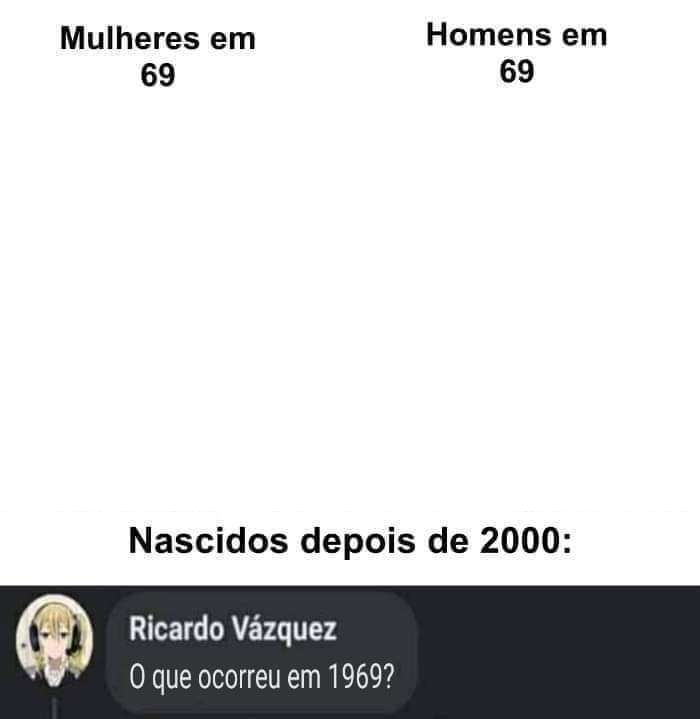 Mulheres em
69
Homens em
69
Nascidos depois de 2000:
Ricardo Vázquez
O que ocorreu em 1969?